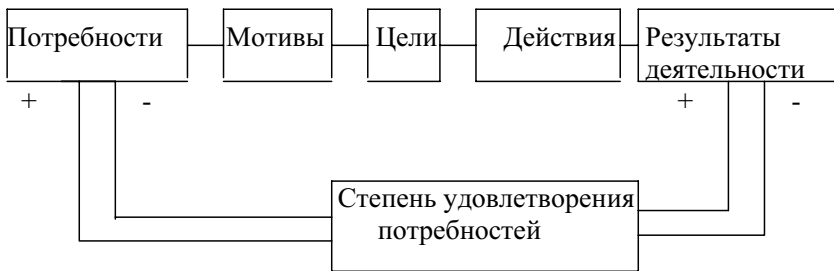 Потребности Мотивы Цели Действия Результаты
деятельности
+ - + -
Степень удовлетворения
потребностей